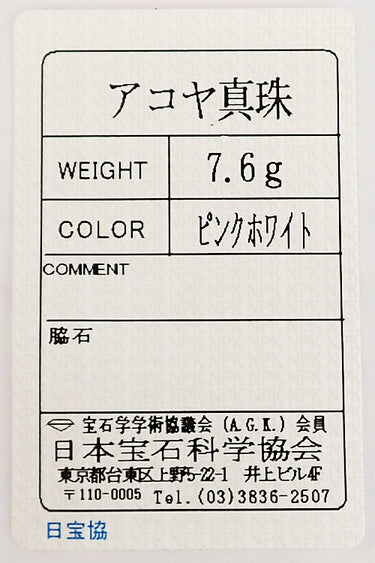 アコヤ真珠
WEIGHT 7.6g
COLOR ピンクホワイト
COMMENT
脇石
宝石学学術協議会 (A.G.K.) 会員
日本宝石科学協会
東京都台東区上野5-22-1 井上ビル4F
〒110-0005 Tel.(03)3836-2507
日宝協